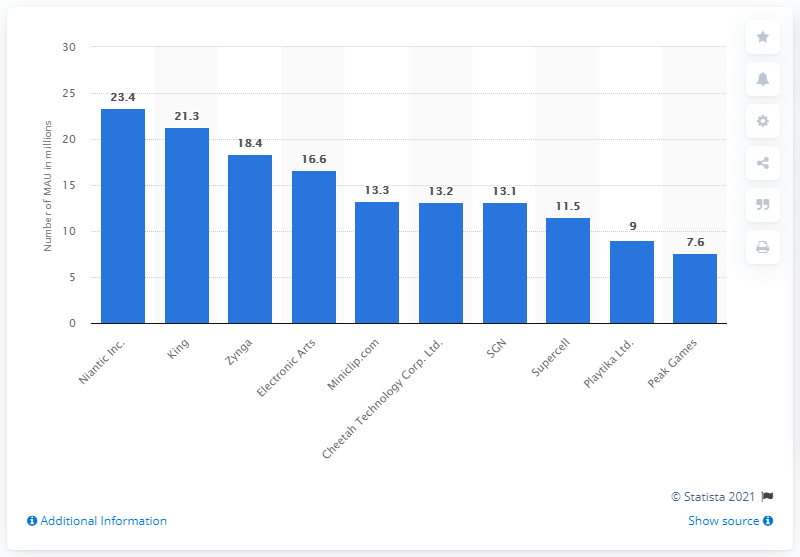 30
25
20
15
10
5
0
Number of MAU in millions
23.4
21.3
18.4
16.6
13.3
13.2
13.1
11.5
9
7.6
Niantic Inc.
King
Zynga
Electronic Arts
Miniclip.com
Cheetah Technology Corp. Ltd.
SGN
Supercell
Playtika Ltd.
Peak Games
© Statista 2021
Additional Information
Show source